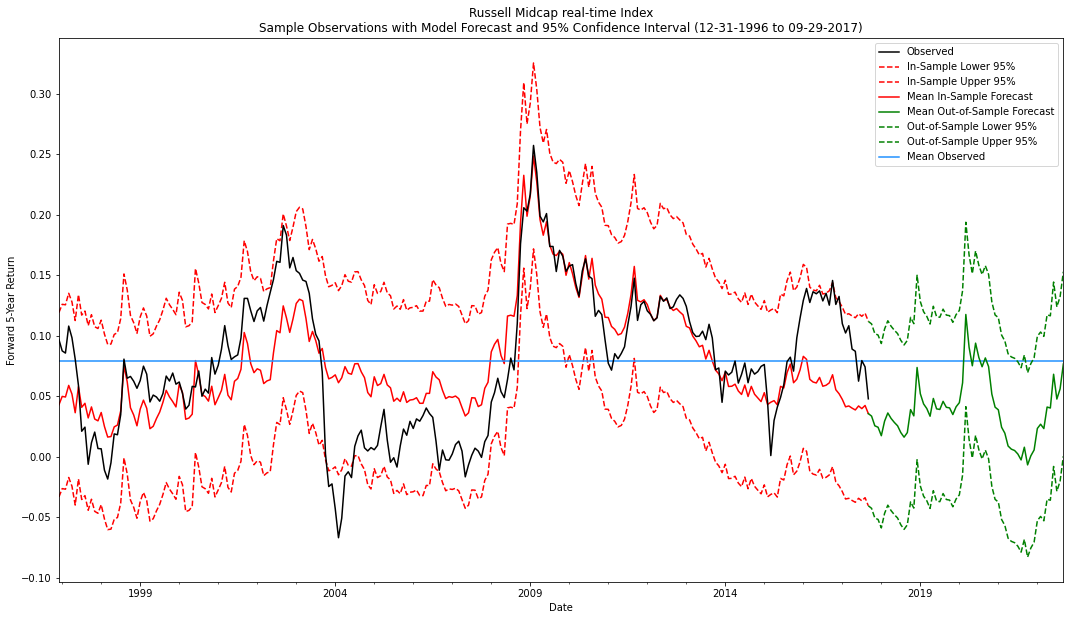 Russell Midcap real-time Index
Sample Observations with Model Forecast and 95% Confidence Interval (12-31-1996 to 09-29-2017)
Observed
In-Sample Lower 95%
In-Sample Upper 95%
Mean In-Sample Forecast
Mean Out-of-Sample Forecast
Out-of-Sample Lower 95%
Out-of-Sample Upper 95%
Mean Observed
Forward 5-Year Return
0.30
0.25
0.20
0.15
0.10
0.05
0.00
−0.05
−0.10
1999
2004
2009
2014
2019
Date